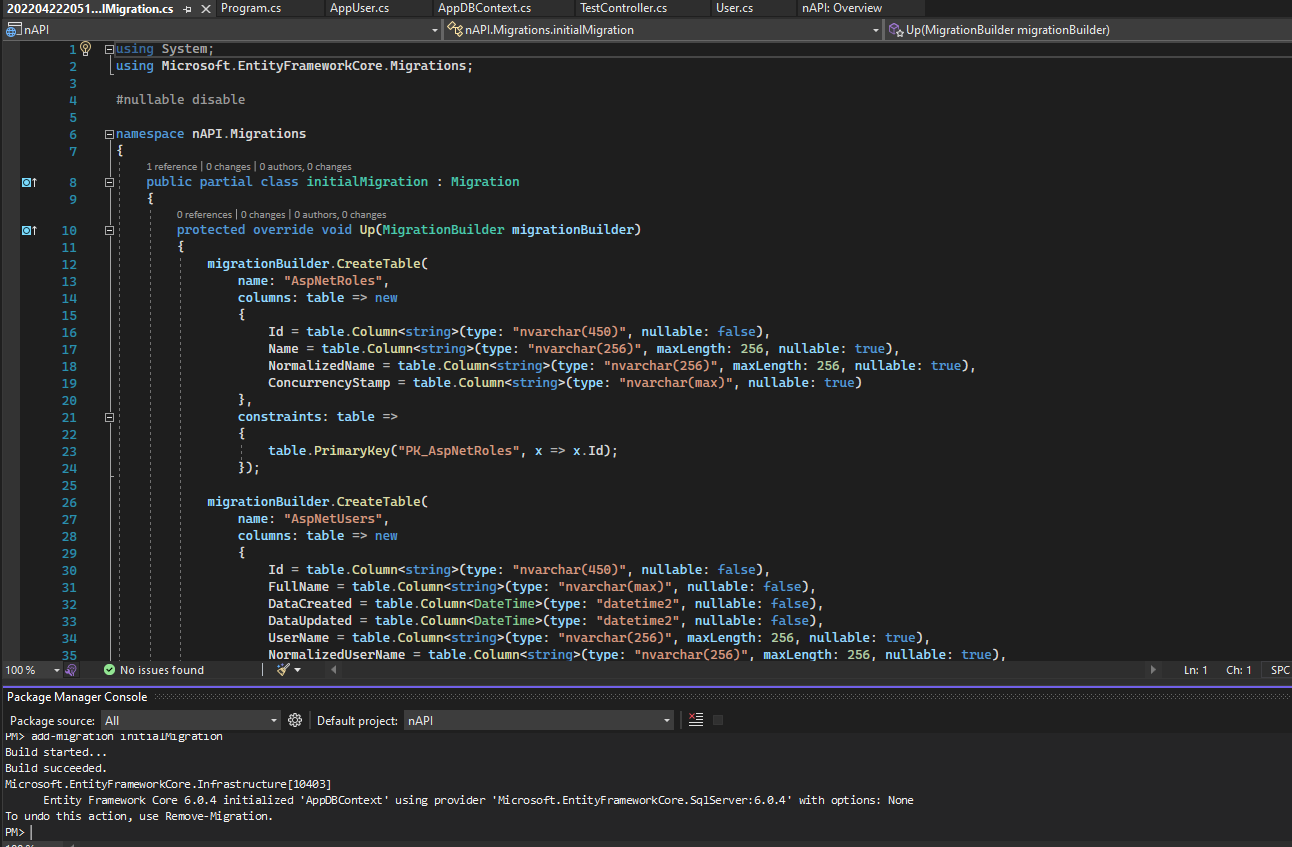 202204222051...lMigration.cs Program.cs AppUser.cs AppDBContext.cs TestController.cs User.cs nAPI: Overview
nAPI nAPI.Migrations.initialMigration Up(MigrationBuilder migrationBuilder)
1 using System;
2 using Microsoft.EntityFrameworkCore.Migrations;
3
4 #nullable disable
5
6 namespace nAPI.Migrations
7 {
1 reference | 0 changes | 0 authors, 0 changes
8 public partial class initialMigration : Migration
9 {
0 references | 0 changes | 0 authors, 0 changes
10 protected override void Up(MigrationBuilder migrationBuilder)
11 {
12 migrationBuilder.CreateTable(
13 name: "AspNetRoles",
14 columns: table => new
15 {
16 Id = table.Column<string>(type: "nvarchar(450)", nullable: false),
17 Name = table.Column<string>(type: "nvarchar(256)", maxLength: 256, nullable: true),
18 NormalizedName = table.Column<string>(type: "nvarchar(256)", maxLength: 256, nullable: true),
19 ConcurrencyStamp = table.Column<string>(type: "nvarchar(max)", nullable: true)
20 },
21 constraints: table =>
22 {
23 table.PrimaryKey("PK_AspNetRoles", x => x.Id);
24 });
25
26 migrationBuilder.CreateTable(
27 name: "AspNetUsers",
28 columns: table => new
29 {
30 Id = table.Column<string>(type: "nvarchar(450)", nullable: false),
31 FullName = table.Column<string>(type: "nvarchar(max)", nullable: false),
32 DataCreated = table.Column<DateTime>(type: "datetime2", nullable: false),
33 DataUpdated = table.Column<DateTime>(type: "datetime2", nullable: false),
34 UserName = table.Column<string>(type: "nvarchar(256)", maxLength: 256, nullable: true),
35 NormalizedUserName = table.Column<string>(type: "nvarchar(256)", maxLength: 256, nullable: true),
100 % No issues found Ln: 1 Ch: 1 SPC
Package Manager Console
Package source: All Default project: nAPI
PM> add-migration initialMigration
Build started...
Build succeeded.
Microsoft.EntityFrameworkCore.Infrastructure[10403]
Entity Framework Core 6.0.4 initialized 'AppDBContext' using provider 'Microsoft.EntityFrameworkCore.SqlServer:6.0.4' with options: None
To undo this action, use Remove-Migration.
PM>
100 %